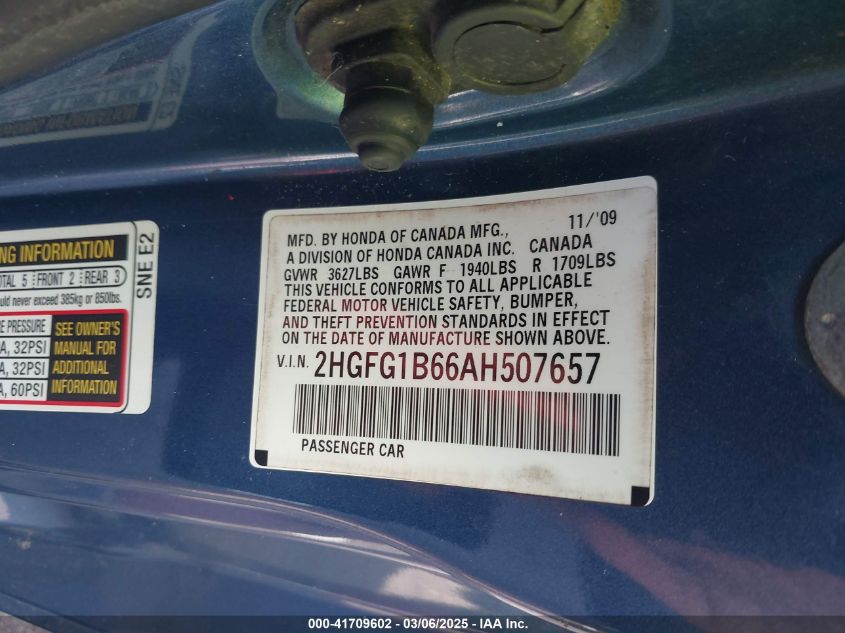 NG INFORMATION
OTAL 5 FRONT 2 REAR 3
ould never exceed 385kg or 850lbs.
E PRESSURE
A, 32PSI
A, 32PSI
A, 60PSI
SEE OWNER'S
MANUAL FOR
ADDITIONAL
INFORMATION
SNE E2
11/'09
MFD. BY HONDA OF CANADA MFG.,
A DIVISION OF HONDA CANADA INC. CANADA
GVWR 3627LBS GAWR F 1940LBS R 1709LBS
THIS VEHICLE CONFORMS TO ALL APPLICABLE
FEDERAL MOTOR VEHICLE SAFETY, BUMPER,
AND THEFT PREVENTION STANDARDS IN EFFECT
ON THE DATE OF MANUFACTURE SHOWN ABOVE.
V.I.N. 2HGFG1B66AH507657
PASSENGER CAR
000-41709602 - 03/06/2025 - IAA Inc.